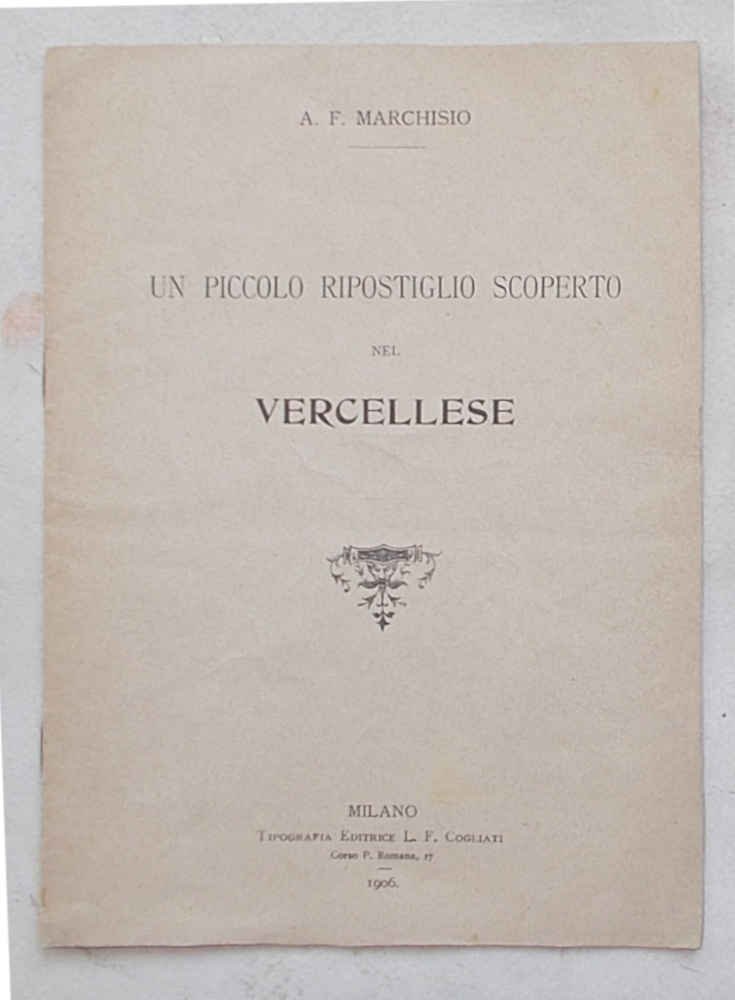 A. F. MARCHISIO
UN PICCOLO RIPOSTIGLIO SCOPERTO
NEL
VERCELLESE
MILANO
TIPOGRAFIA EDITRICE L. F. COGLIATI
Corso P. Romana, 17
1906.